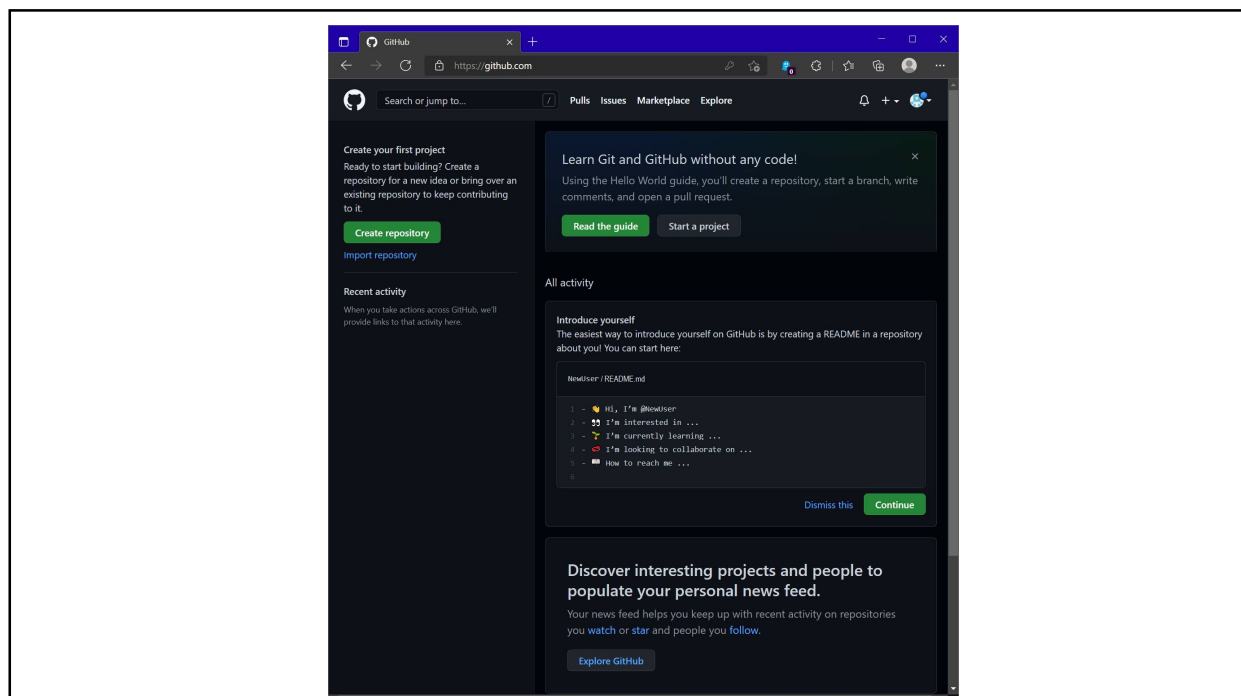 GitHub
https://github.com
0
Search or jump to...
/
Pulls Issues Marketplace Explore
Create your first project
Ready to start building? Create a
repository for a new idea or bring over an
existing repository to keep contributing
to it.
Create repository
Import repository
Recent activity
When you take actions across GitHub, we'll
provide links to that activity here.
Learn Git and GitHub without any code!
Using the Hello World guide, you'll create a repository, start a branch, write
comments, and open a pull request.
Read the guide Start a project
All activity
Introduce yourself
The easiest way to introduce yourself on GitHub is by creating a README in a repository
about you! You can start here:
NewUser / README.md
1 - 👋 Hi, I'm @NewUser
2 - 👀 I'm interested in ...
3 - 🌱 I'm currently learning ...
4 - 💞️ I'm looking to collaborate on ...
5 - 📫 How to reach me ...
6
Dismiss this Continue
Discover interesting projects and people to
populate your personal news feed.
Your news feed helps you keep up with recent activity on repositories
you watch or star and people you follow.
Explore GitHub